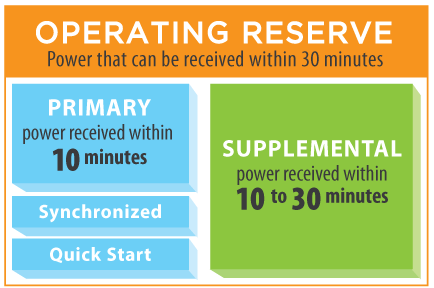 OPERATING RESERVE
Power that can be received within 30 minutes
PRIMARY
power received within
10 minutes
Synchronized
Quick Start
SUPPLEMENTAL
power received within
10 to 30 minutes